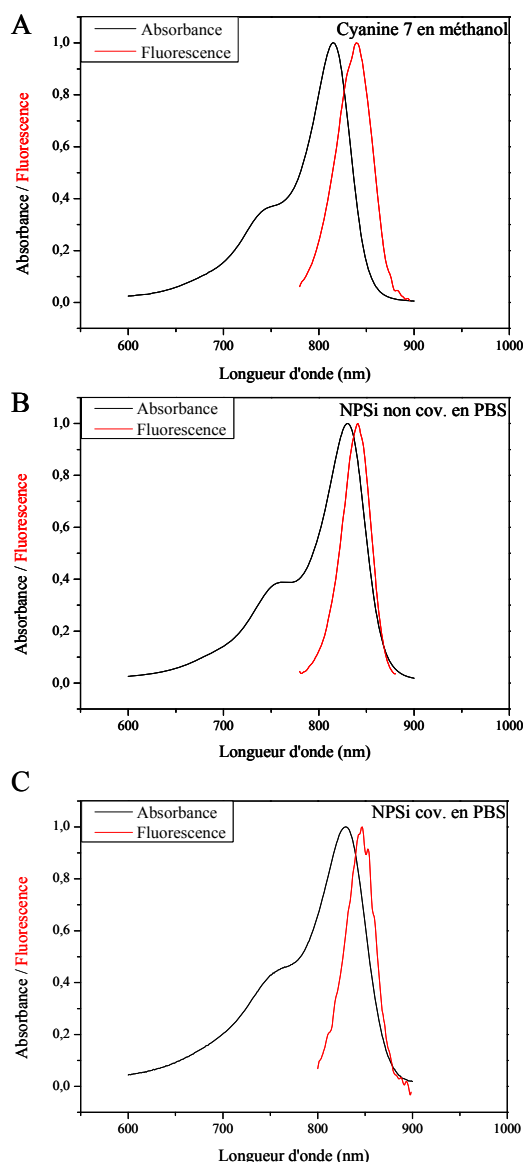 A
Cyanine 7 en méthanol
Absorbance
Fluorescence
1,0
0,8
0,6
0,4
0,2
0,0
Absorbance / Fluorescence
600 700 800 900 1000
Longueur d'onde (nm)
B
NPSi non cov. en PBS
Absorbance
Fluorescence
1,0
0,8
0,6
0,4
0,2
0,0
Absorbance / Fluorescence
600 700 800 900 1000
Longueur d'onde (nm)
C
NPSi cov. en PBS
Absorbance
Fluorescence
1,0
0,8
0,6
0,4
0,2
0,0
Absorbance / Fluorescence
600 700 800 900 1000
Longueur d'onde (nm)